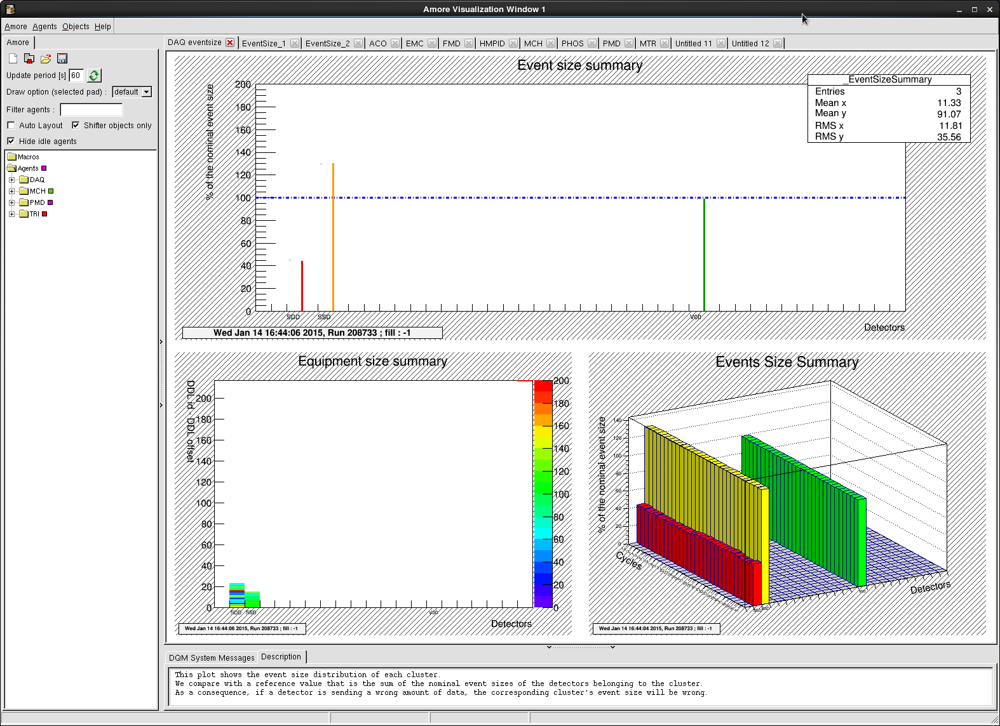 Amore Visualization Window 1
Amore Agents Objects Help
Amore
Update period [s] 60
Draw option (selected pad) : default
Filter agents :
Auto Layout Shifter objects only
Hide idle agents
Macros
Agents
DAQ
MCH
PMD
TRI
DAQ eventsize EventSize_1 EventSize_2 ACO EMC FMD HMPID MCH PHOS PMD MTR Untitled 11 Untitled 12
Event size summary
_EventSizeSummary
Entries 3
Mean x 11.33
Mean y 91.07
RMS x 11.81
RMS y 35.56
% of the nominal event size
200
180
160
140
120
100
80
60
40
20
0
SDD SSD V00
Detectors
Wed Jan 14 16:44:06 2015, Run 208733 ; fill : -1
Equipment size summary
DDL id - DDL offset
200
180
160
140
120
100
80
60
40
20
0
SDD SSD V00
Detectors
200
180
160
140
120
100
80
60
40
20
0
Wed Jan 14 16:44:06 2015, Run 208733 ; fill : -1
Events Size Summary
% of the nominal event size
140
120
100
80
60
40
20
0
Cycles
Detectors
Wed Jan 14 16:44:04 2015, Run 208733 ; fill : -1
DQM System Messages Description
This plot shows the event size distribution of each cluster.
We compare with a reference value that is the sum of the nominal event sizes of the detectors belonging to the cluster.
As a consequence, if a detector is sending a wrong amount of data, the corresponding cluster's event size will be wrong.